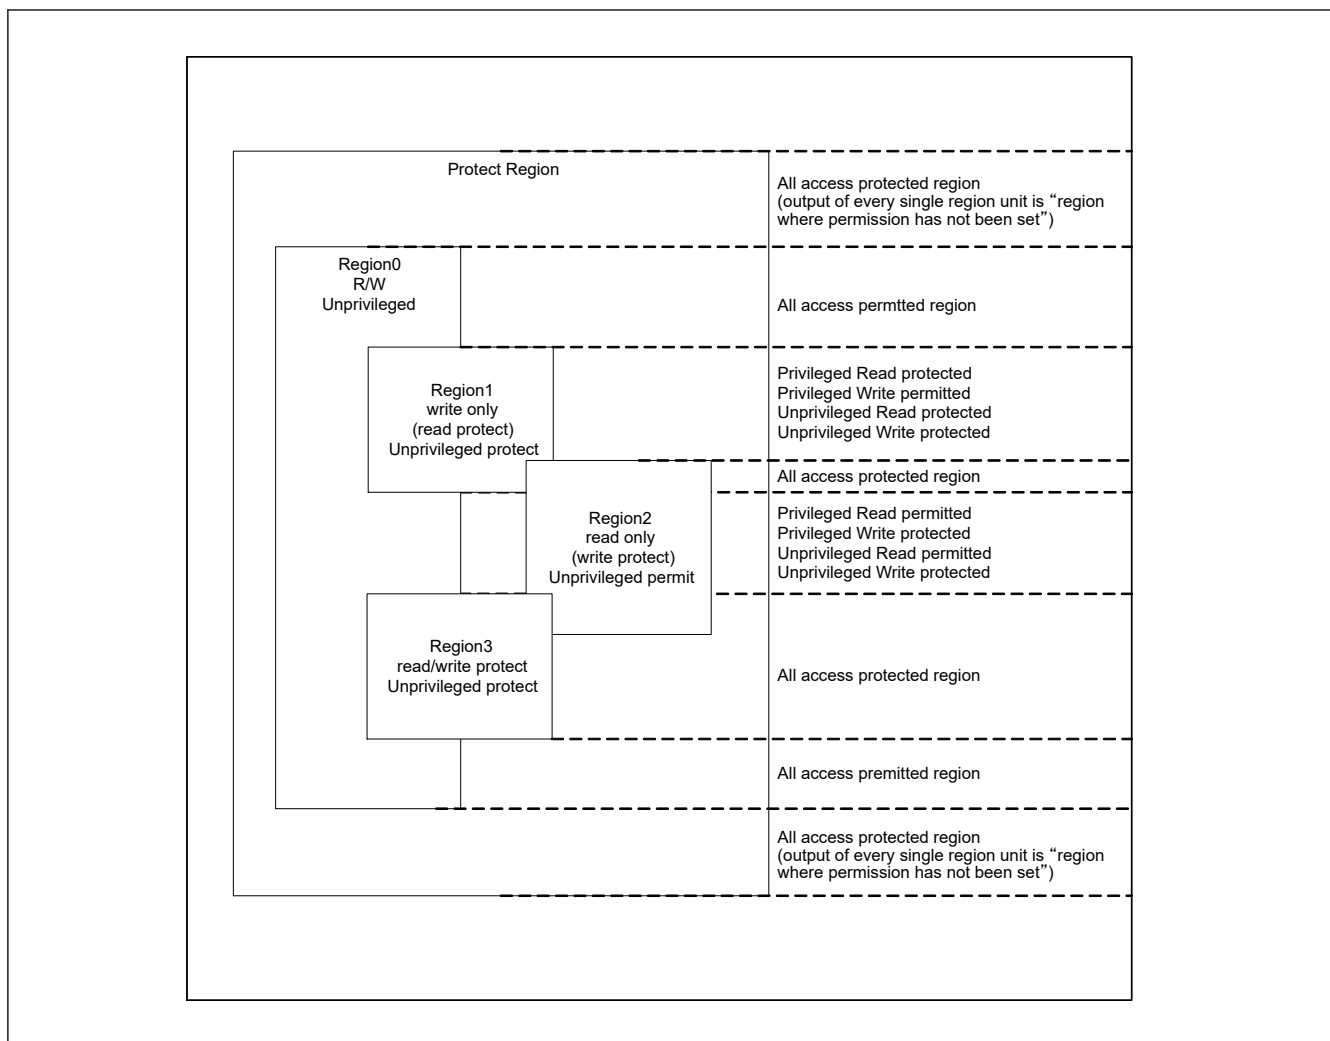 Protect Region
All access protected region
(output of every single region unit is “region
where permission has not been set”)
Region0
R/W
Unprivileged
All access permtted region
Region1
write only
(read protect)
Unprivileged protect
Privileged Read protected
Privileged Write permitted
Unprivileged Read protected
Unprivileged Write protected
All access protected region
Region2
read only
(write protect)
Unprivileged permit
Privileged Read permitted
Privileged Write protected
Unprivileged Read permitted
Unprivileged Write protected
Region3
read/write protect
Unprivileged protect
All access protected region
All access premitted region
All access protected region
(output of every single region unit is “region
where permission has not been set”)